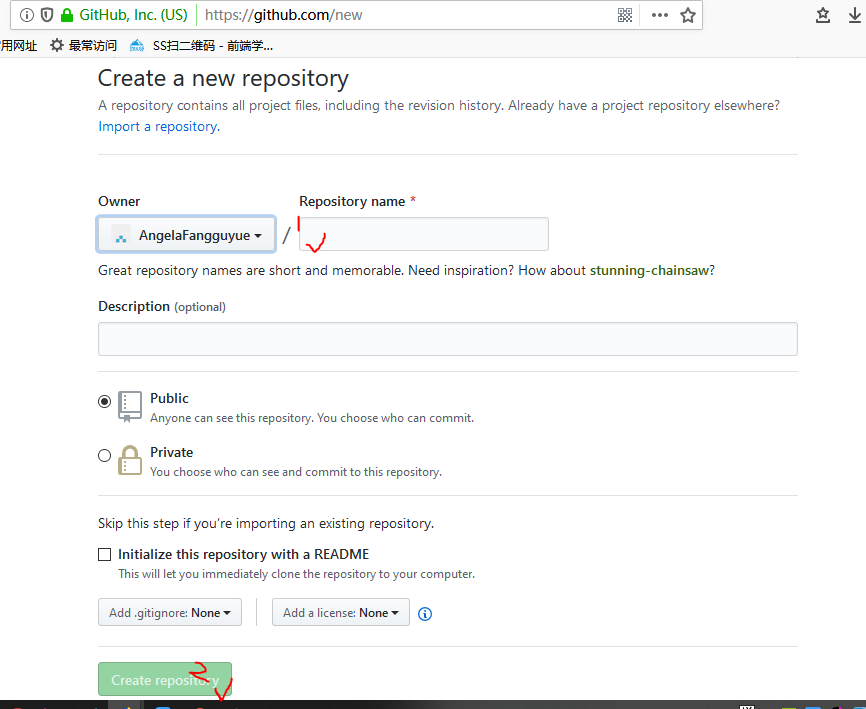 GitHub, Inc. (US) https://github.com/new
用网址 最常访问 SS扫二维码 - 前端学...
Create a new repository
A repository contains all project files, including the revision history. Already have a project repository elsewhere?
Import a repository.
Owner Repository name *
AngelaFangguyue / 1
Great repository names are short and memorable. Need inspiration? How about stunning-chainsaw?
Description (optional)
Public
Anyone can see this repository. You choose who can commit.
Private
You choose who can see and commit to this repository.
Skip this step if you're importing an existing repository.
Initialize this repository with a README
This will let you immediately clone the repository to your computer.
Add .gitignore: None Add a license: None
Create repository 2